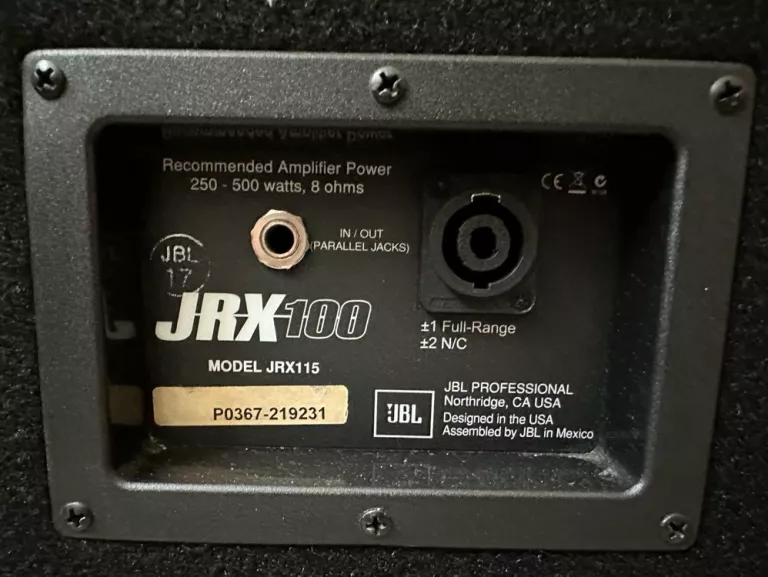 Recommended Amplifier Power
250 - 500 watts, 8 ohms
IN / OUT
(PARALLEL JACKS)
JBL
17
JRX100
MODEL JRX115
P0367-219231
±1 Full-Range
±2 N/C
JBL
JBL PROFESSIONAL
Northridge, CA USA
Designed in the USA
Assembled by JBL in Mexico
CE